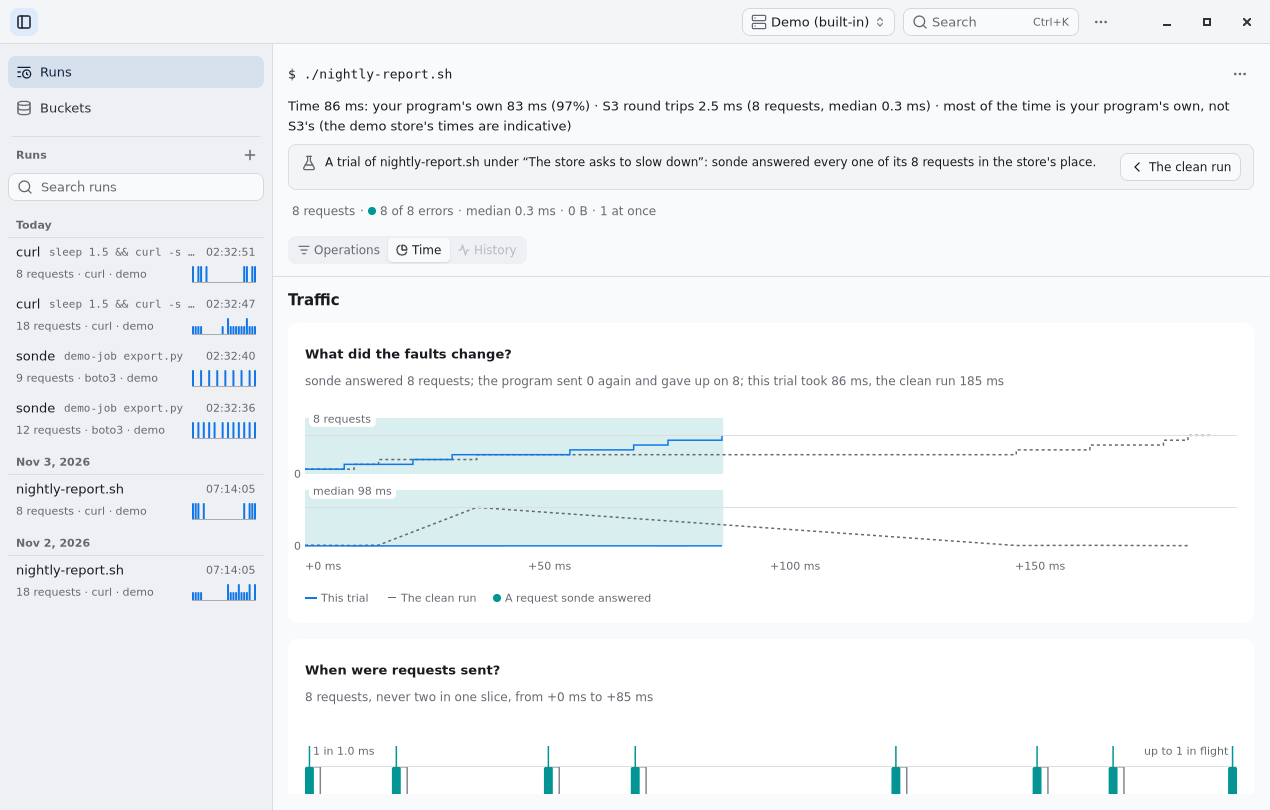 Demo (built-in)
Search Ctrl+K
Runs
Buckets
Runs
Search runs
Today
curl sleep 1.5 && curl -s … 02:32:51
8 requests · curl · demo
curl sleep 1.5 && curl -s … 02:32:47
18 requests · curl · demo
sonde demo-job export.py 02:32:40
9 requests · boto3 · demo
sonde demo-job export.py 02:32:36
12 requests · boto3 · demo
Nov 3, 2026
nightly-report.sh 07:14:05
8 requests · curl · demo
Nov 2, 2026
nightly-report.sh 07:14:05
18 requests · curl · demo
$ ./nightly-report.sh
Time 86 ms: your program's own 83 ms (97%) · S3 round trips 2.5 ms (8 requests, median 0.3 ms) · most of the time is your program's own, not
S3's (the demo store's times are indicative)
A trial of nightly-report.sh under “The store asks to slow down”: sonde answered every one of its 8 requests in the store's place.
The clean run
8 requests · 8 of 8 errors · median 0.3 ms · 0 B · 1 at once
Operations Time History
Traffic
What did the faults change?
sonde answered 8 requests; the program sent 0 again and gave up on 8; this trial took 86 ms, the clean run 185 ms
8 requests
0
median 98 ms
0
+0 ms +50 ms +100 ms +150 ms
This trial The clean run A request sonde answered
When were requests sent?
8 requests, never two in one slice, from +0 ms to +85 ms
1 in 1.0 ms up to 1 in flight